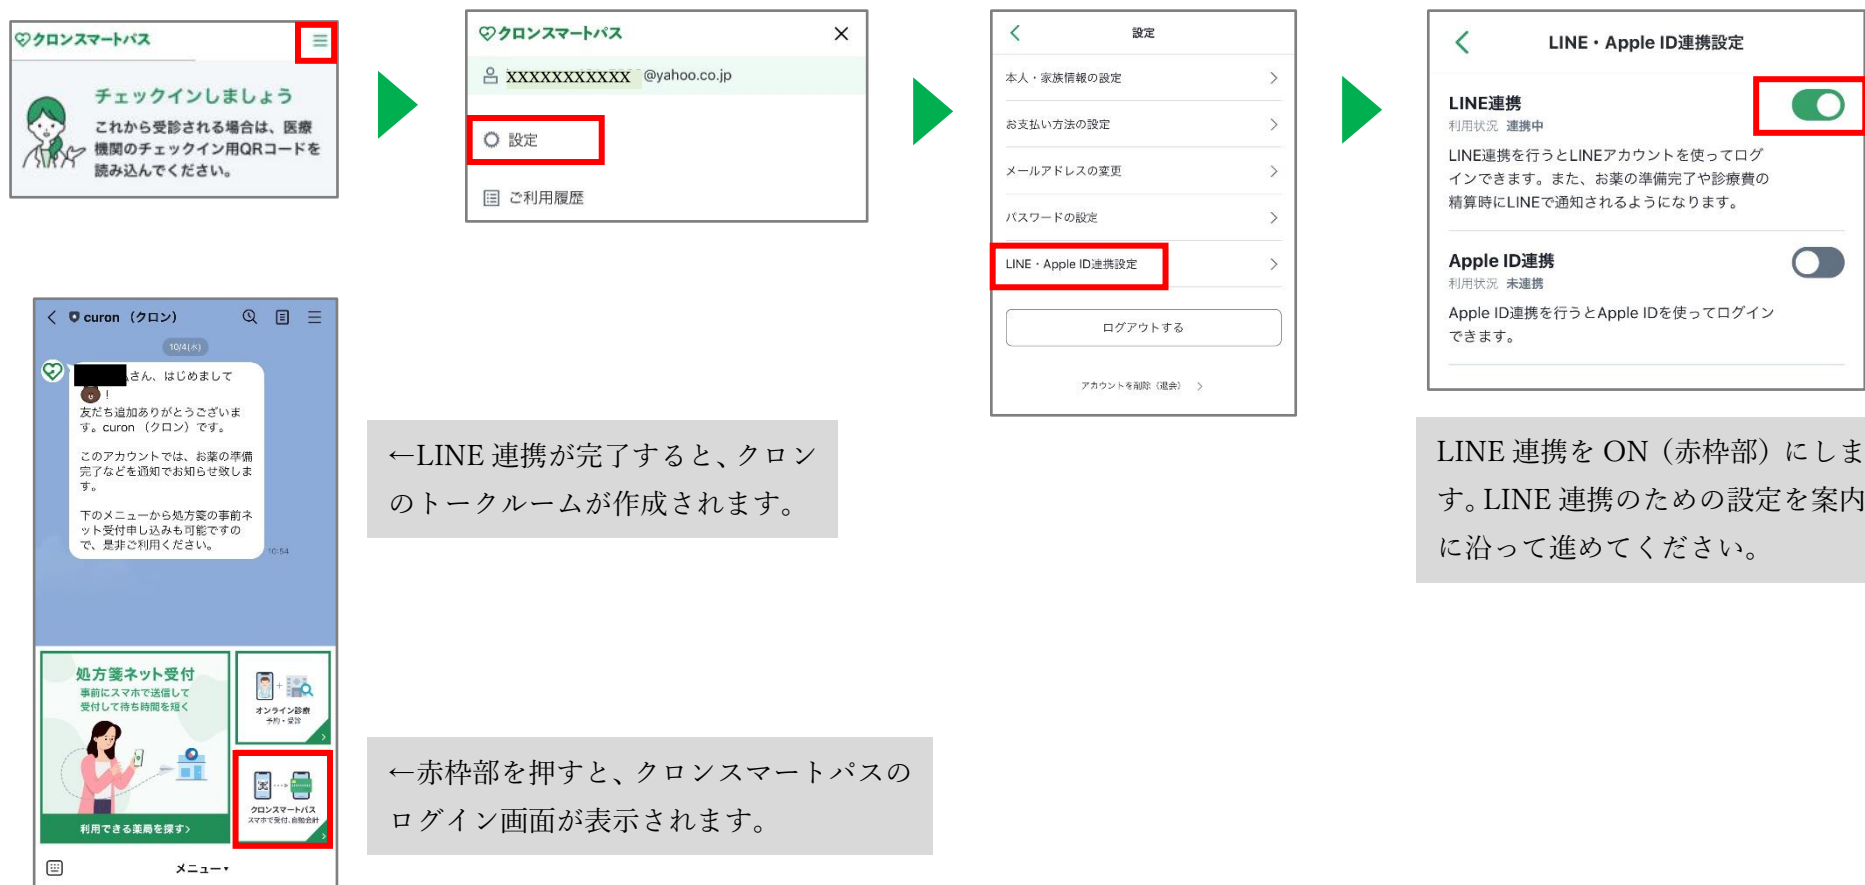 クロンスマートパス
チェックインしましょう
これから受診される場合は、医療
機関のチェックイン用QRコードを
読み込んでください。
クロンスマートパス
XXXXXXXXXXX @yahoo.co.jp
設定
ご利用履歴
設定
本人・家族情報の設定
お支払い方法の設定
メールアドレスの変更
パスワードの設定
LINE・Apple ID連携設定
ログアウトする
アカウントを削除（退会）
LINE・Apple ID連携設定
LINE連携
利用状況 連携中
LINE連携を行うとLINEアカウントを使ってログ
インできます。また、お薬の準備完了や診療費の
精算時にLINEで通知されるようになります。
Apple ID連携
利用状況 未連携
Apple ID連携を行うとApple IDを使ってログイン
できます。
LINE 連携を ON（赤枠部）にしま
す。LINE 連携のための設定を案内
に沿って進めてください。
curon （クロン）
10/4(水)
さん、はじめまして
！
友だち追加ありがとうございま
す。curon （クロン）です。
このアカウントでは、お薬の準備
完了などを通知でお知らせ致しま
す。
下のメニューから処方箋の事前ネ
ット受付申し込みも可能ですの
で、是非ご利用ください。
10:54
←LINE 連携が完了すると、クロン
のトークルームが作成されます。
処方箋ネット受付
事前にスマホで送信して
受付して待ち時間を短く
利用できる薬局を探す>
オンライン診療
予約・受診
クロンスマートパス
スマホで受付、自動会計
メニュー▾
←赤枠部を押すと、クロンスマートパスの
ログイン画面が表示されます。